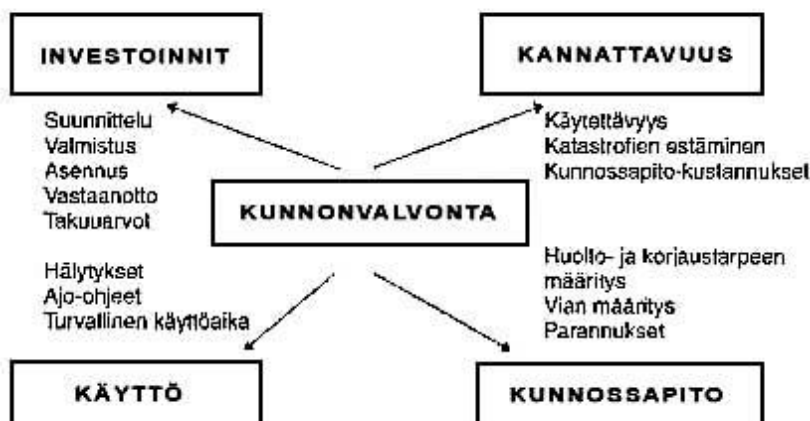 INVESTOINNIT
Suunnittelu
Valmistus
Asennus
Vastaanotto
Takuuarvot
KANNATTAVUUS
Käytettävyys
Katastrofien estäminen
Kunnossapito-kustannukset
KUNNONVALVONTA
Hälytykset
Ajo-ohjeet
Turvallinen käyttöaika
KÄYTTÖ
Huolto- ja korjaustarpeen
määritys
Vian määritys
Parannukset
KUNNOSSAPITO